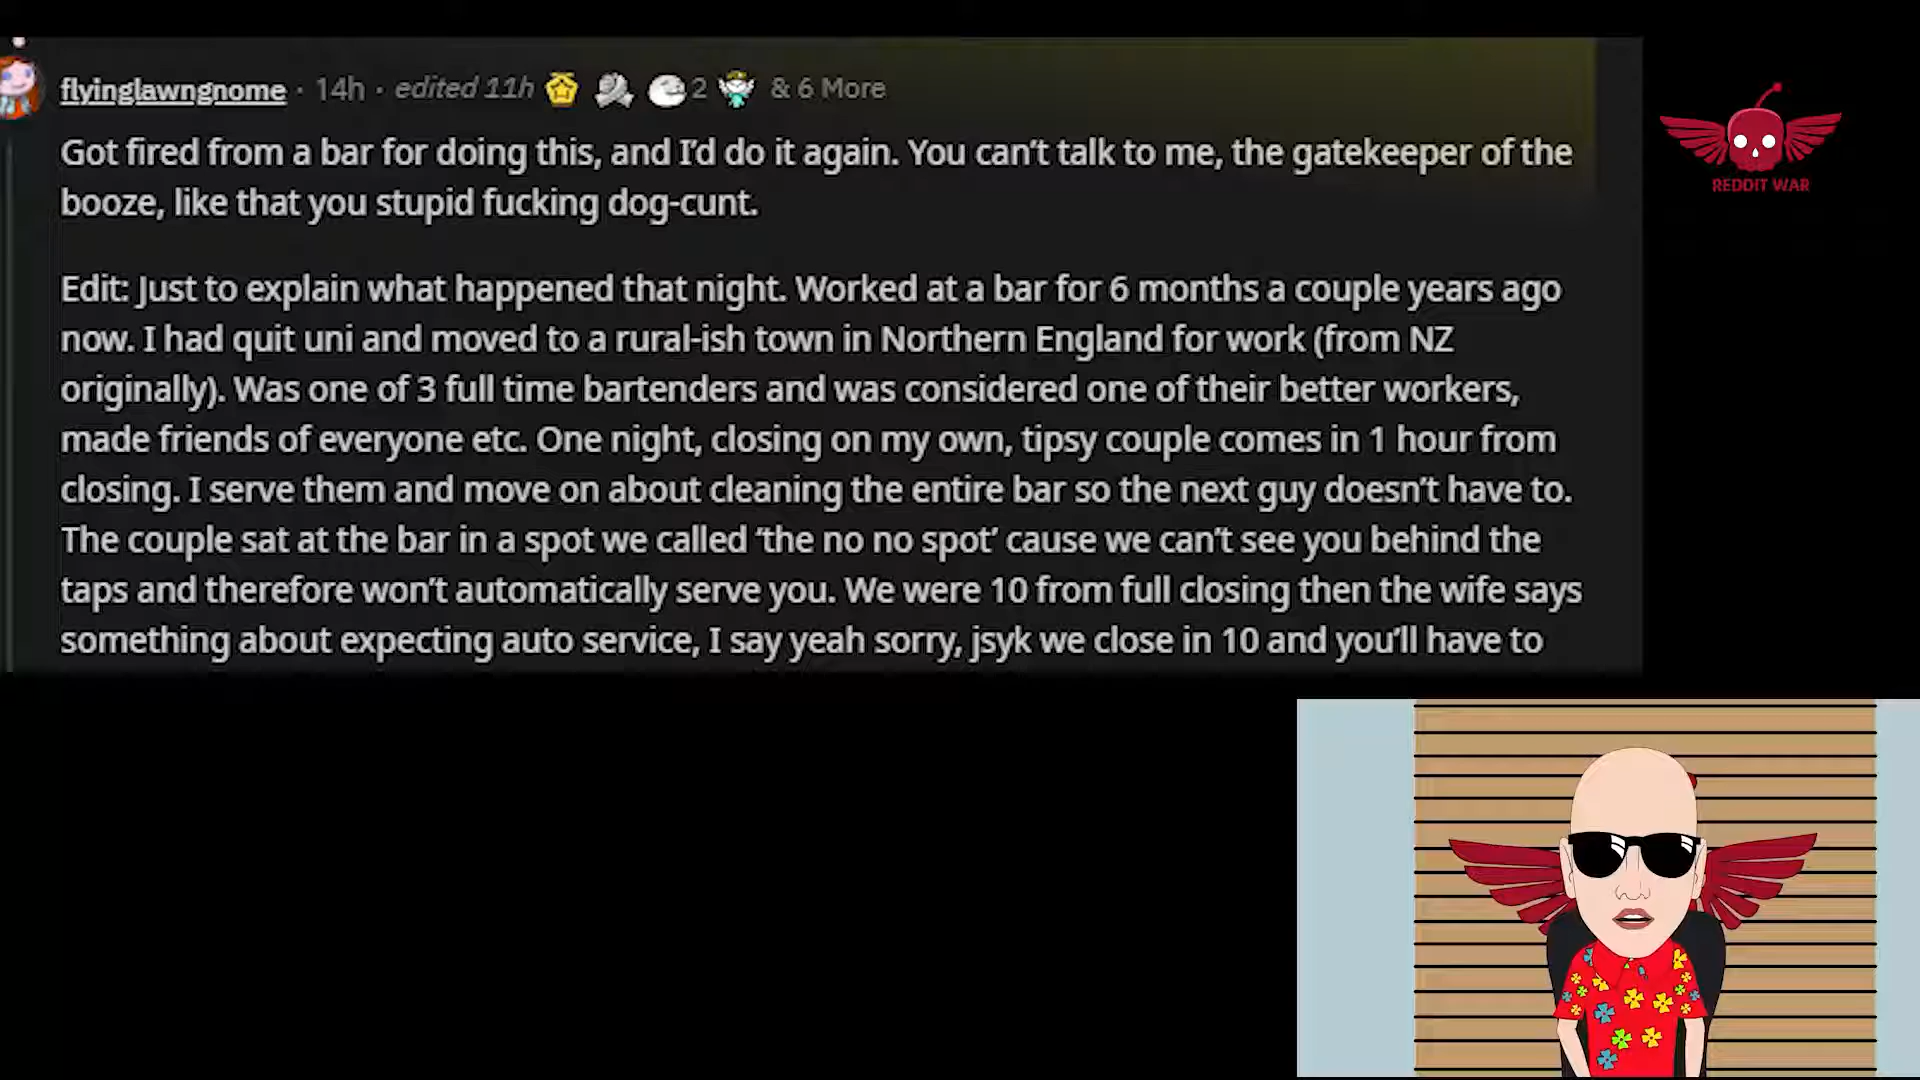 flyinglawngnome · 14h · edited 11h 2 & 6 More
Got fired from a bar for doing this, and I'd do it again. You can't talk to me, the gatekeeper of the
booze, like that you stupid fucking dog-cunt.
Edit: Just to explain what happened that night. Worked at a bar for 6 months a couple years ago
now. I had quit uni and moved to a rural-ish town in Northern England for work (from NZ
originally). Was one of 3 full time bartenders and was considered one of their better workers,
made friends of everyone etc. One night, closing on my own, tipsy couple comes in 1 hour from
closing. I serve them and move on about cleaning the entire bar so the next guy doesn't have to.
The couple sat at the bar in a spot we called 'the no no spot' cause we can't see you behind the
taps and therefore won't automatically serve you. We were 10 from full closing then the wife says
something about expecting auto service, I say yeah sorry, jsyk we close in 10 and you'll have to
REDDIT WAR